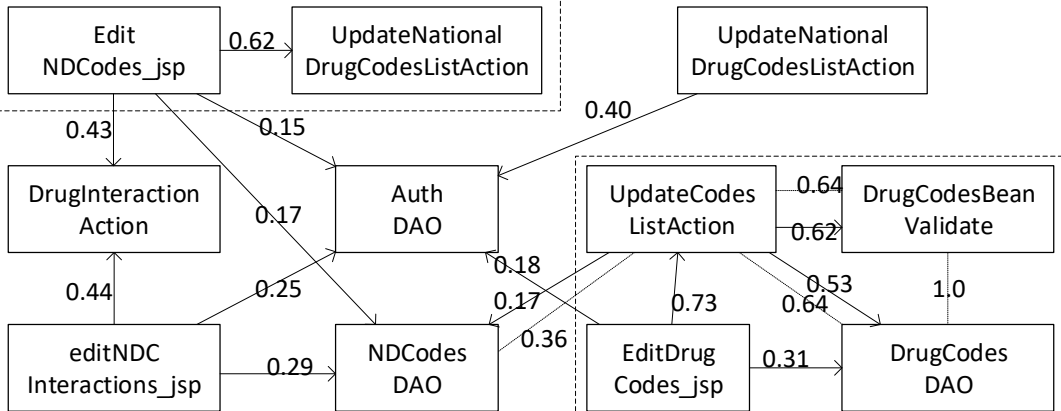 Edit
NDCodes_jsp
0.62
UpdateNational
DrugCodesListAction
UpdateNational
DrugCodesListAction
0.43
0.15
0.40
DrugInteraction
Action
0.17
Auth
DAO
UpdateCodes
ListAction
0.64
0.62
DrugCodesBean
Validate
0.44
0.25
0.18
0.17
0.36
0.73
0.53
0.64
1.0
editNDC
Interactions_jsp
0.29
NDCodes
DAO
EditDrug
Codes_jsp
0.31
DrugCodes
DAO